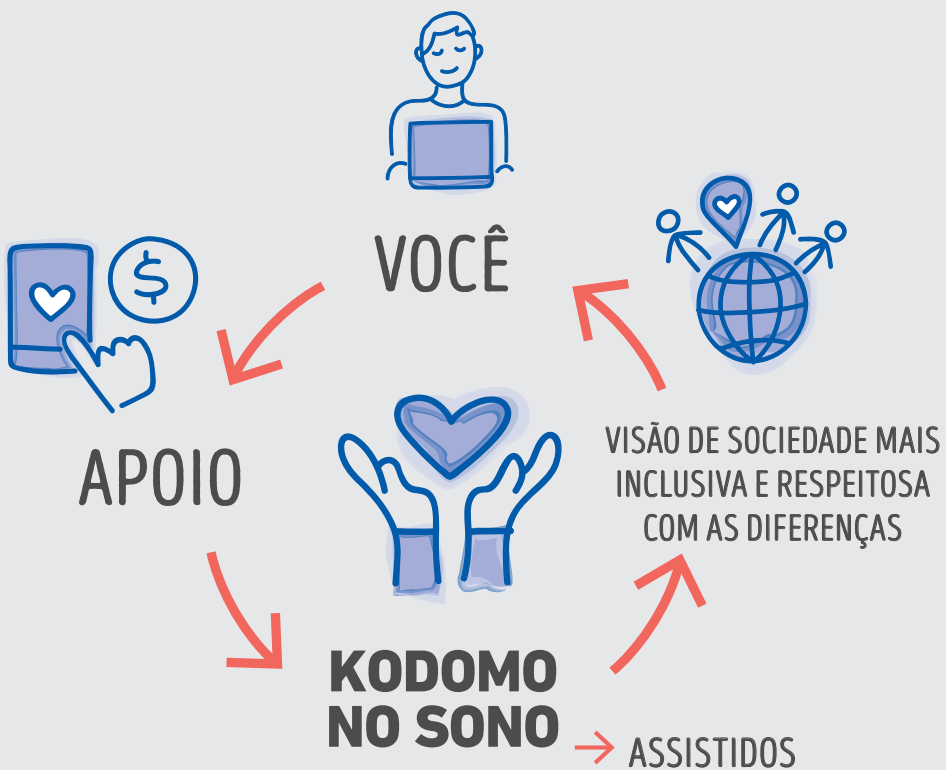 VOCÊ
APOIO
KODOMO
NO SONO
ASSISTIDOS
VISÃO DE SOCIEDADE MAIS
INCLUSIVA E RESPEITOSA
COM AS DIFERENÇAS
$